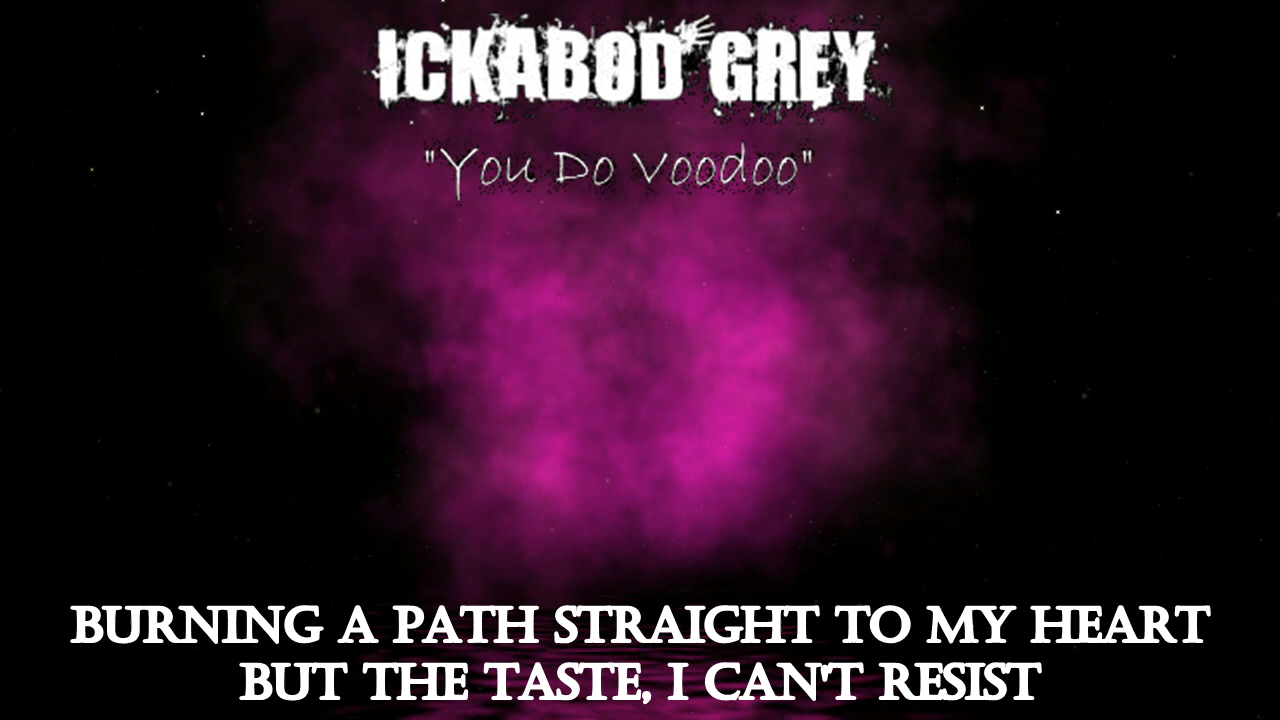 ICKABOD GREY
"You Do Voodoo"
BURNING A PATH STRAIGHT TO MY HEART
BUT THE TASTE, I CAN'T RESIST